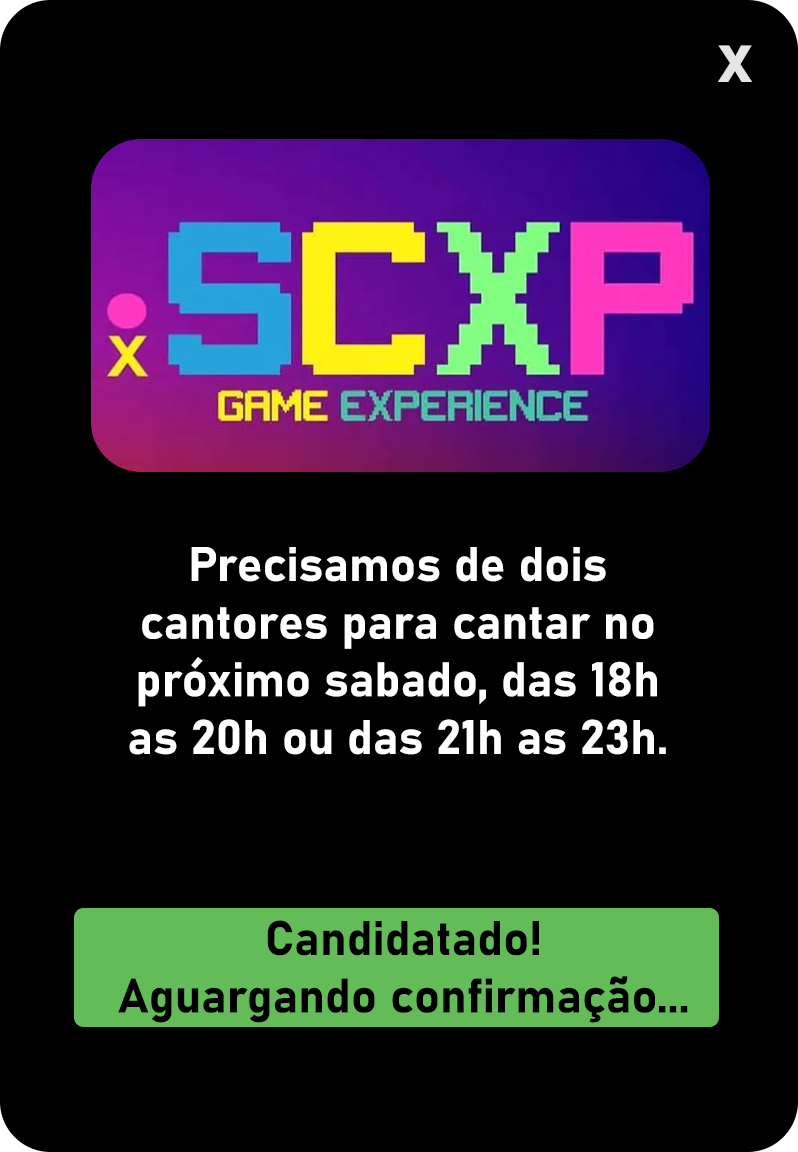 X
.SCXP
X
GAME EXPERIENCE
Precisamos de dois
cantores para cantar no
próximo sabado, das 18h
as 20h ou das 21h as 23h.
Candidatado!
Aguargando confirmação...